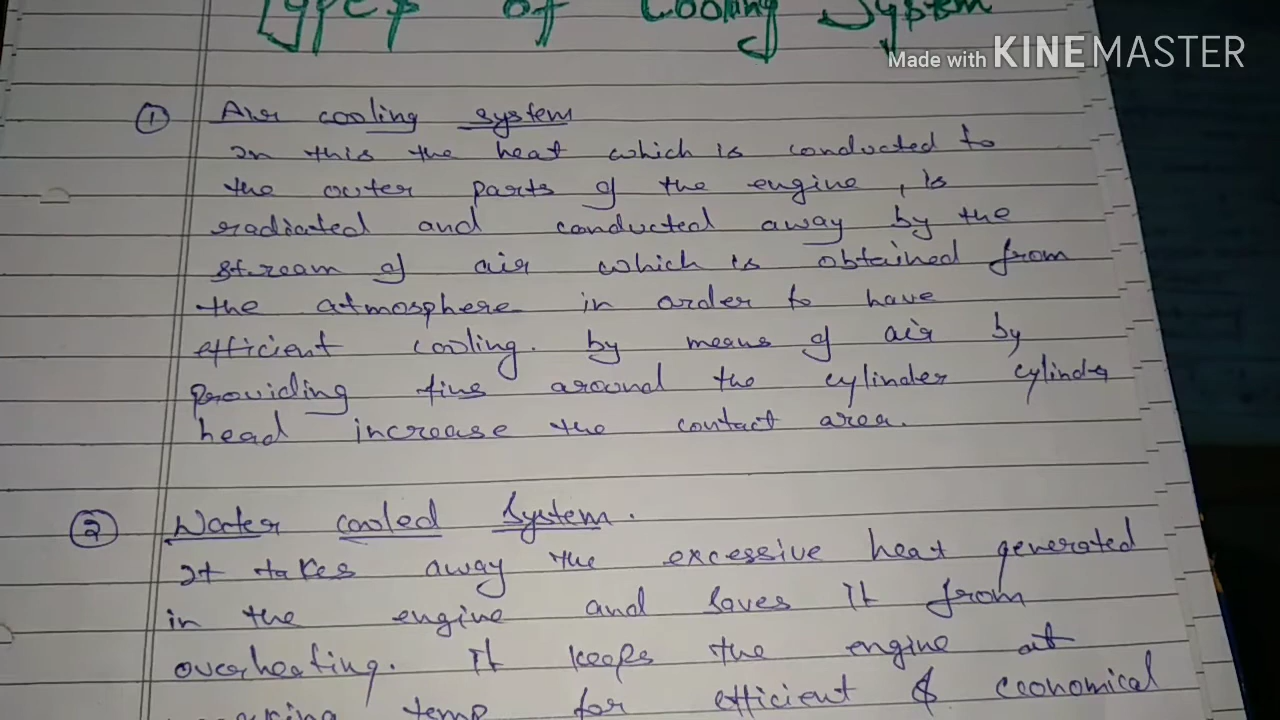 Types of Cooling System
Made with KINEMASTER
① Air cooling system
In this the heat which is conducted to
the outer parts of the engine, is
radiated and conducted away by the
stream of air which is obtained from
the atmosphere in order to have
efficient cooling. by means of air by
providing fins around the cylinder cylinder
head increase the contact area.
② Water cooled system.
It takes away the excessive heat generated
in the engine and saves it from
overheating. It keeps the engine at
temp for efficient & economical